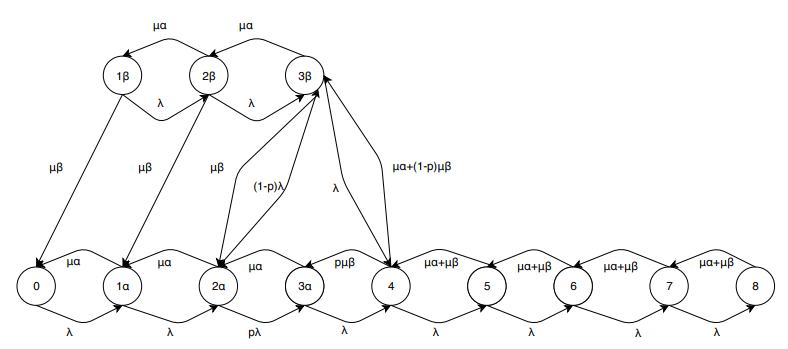 μα μα
1β 2β 3β
λ λ
μβ μβ μβ μα+(1-p)μβ
(1-p)λ λ
μα μα μα pμβ μα+μβ μα+μβ μα+μβ μα+μβ
0 1α 2α 3α 4 5 6 7 8
λ λ pλ λ λ λ λ λ